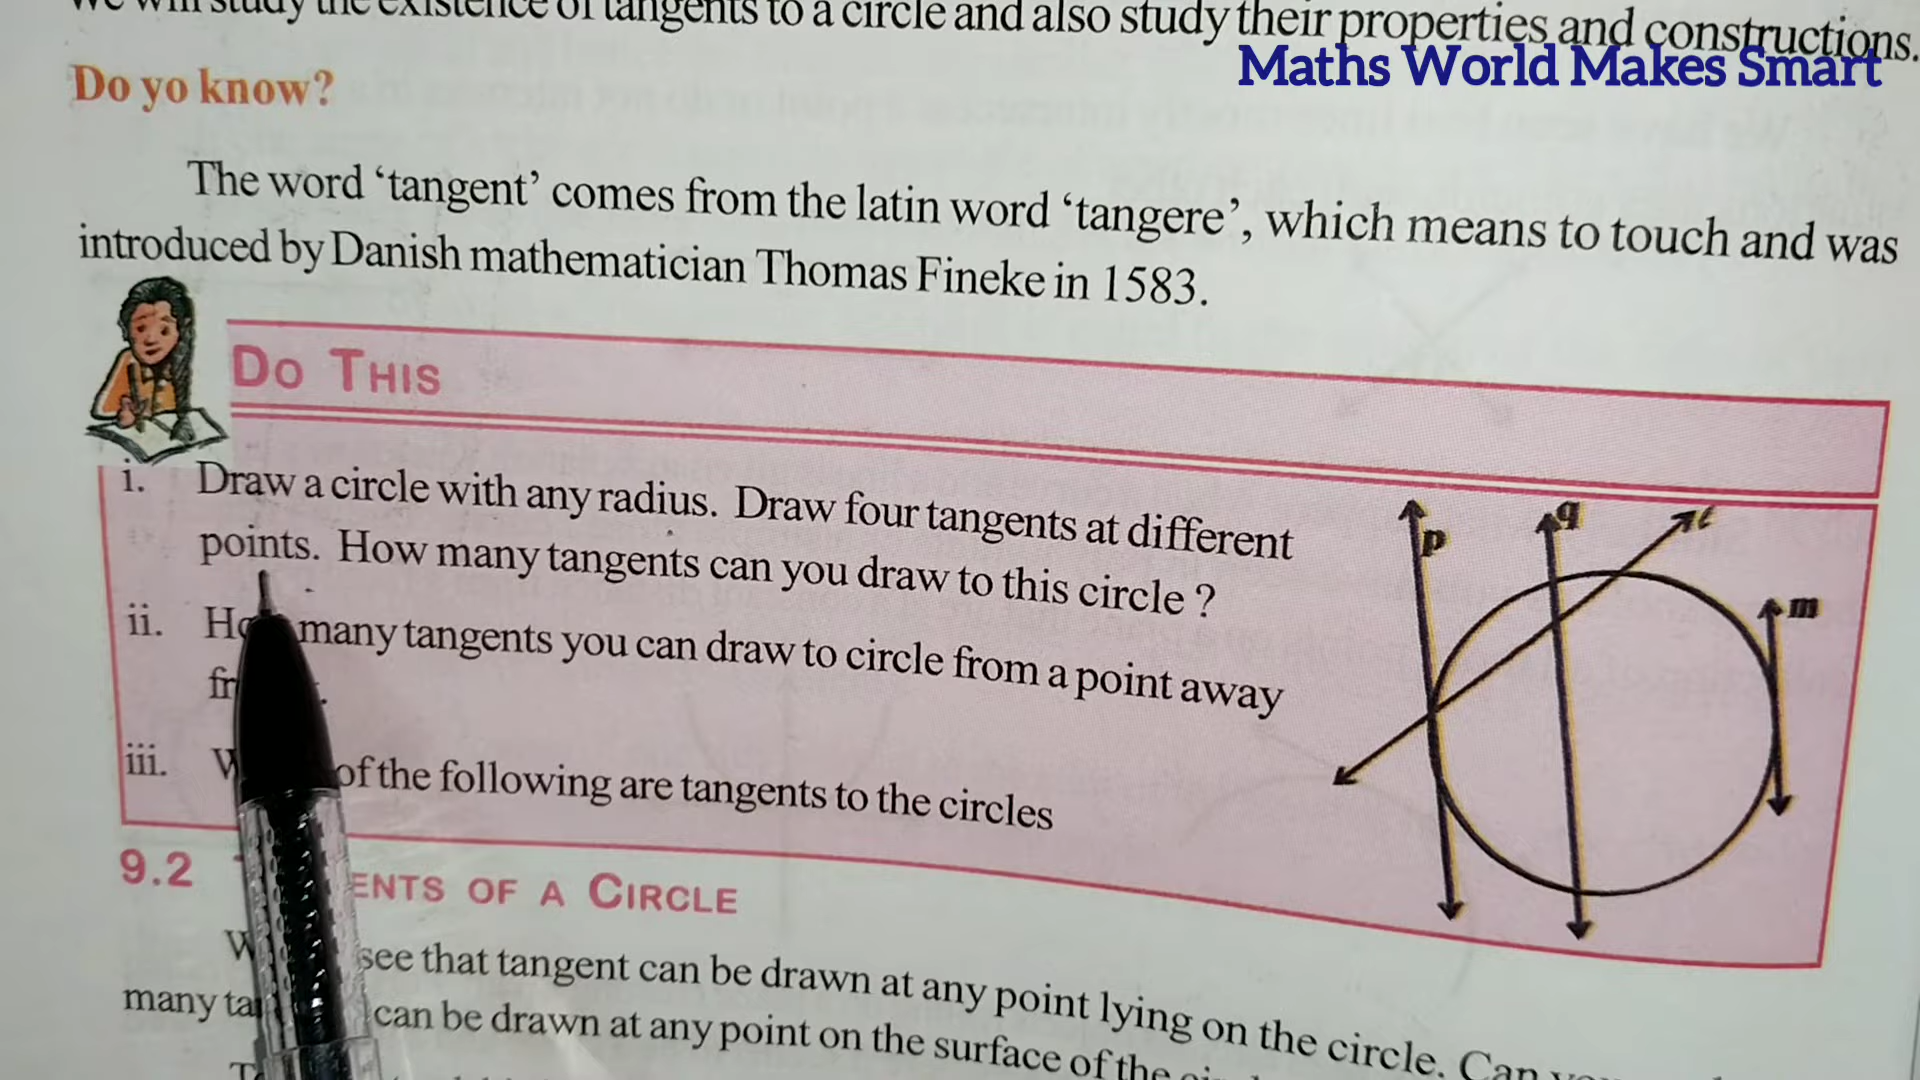 We will study the existence of tangents to a circle and also study their properties and constructions.
Maths World Makes Smart
Do yo know?
The word ‘tangent’ comes from the latin word ‘tangere’, which means to touch and was
introduced by Danish mathematician Thomas Fineke in 1583.
Do This
i. Draw a circle with any radius. Draw four tangents at different
points. How many tangents can you draw to this circle ?
ii. many tangents you can draw to circle from a point away
iii. of the following are tangents to the circles
p
q
m
9.2 ENTS OF A CIRCLE
see that tangent can be drawn at any point lying on the circle. Can
many can be drawn at any point on the surface of the